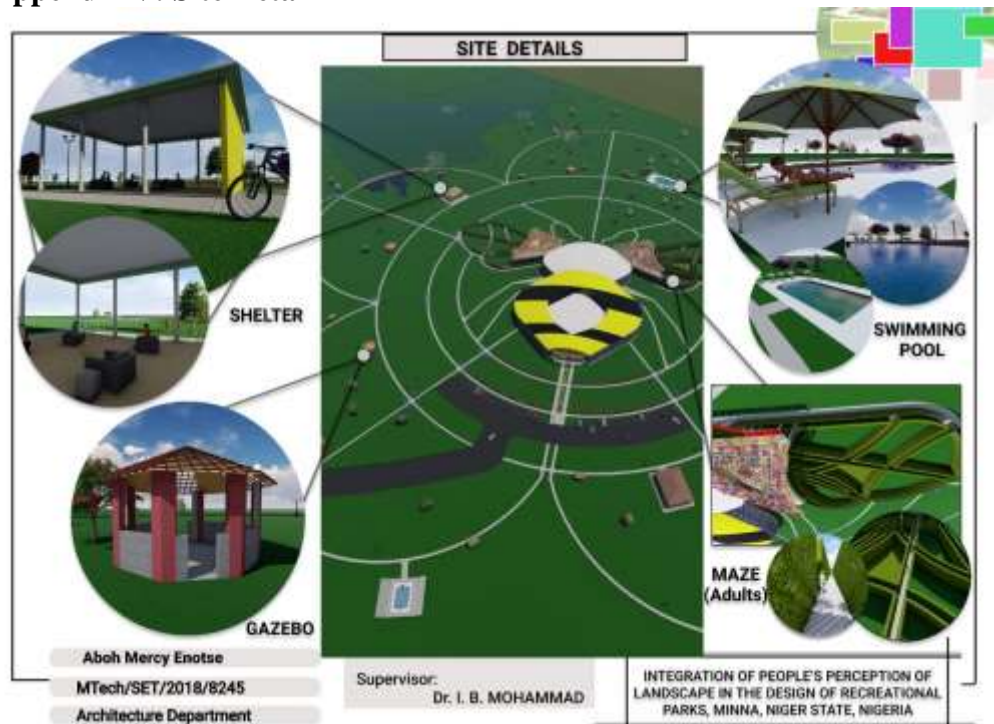 SITE DETAILS
SHELTER
SWIMMING
POOL
GAZEBO
MAZE
(Adults)
Aboh Mercy Enotse
MTech/SET/2018/8245
Architecture Department
Supervisor:
Dr. I. B. MOHAMMAD
INTEGRATION OF PEOPLE'S PERCEPTION OF
LANDSCAPE IN THE DESIGN OF RECREATIONAL
PARKS, MINNA, NIGER STATE, NIGERIA